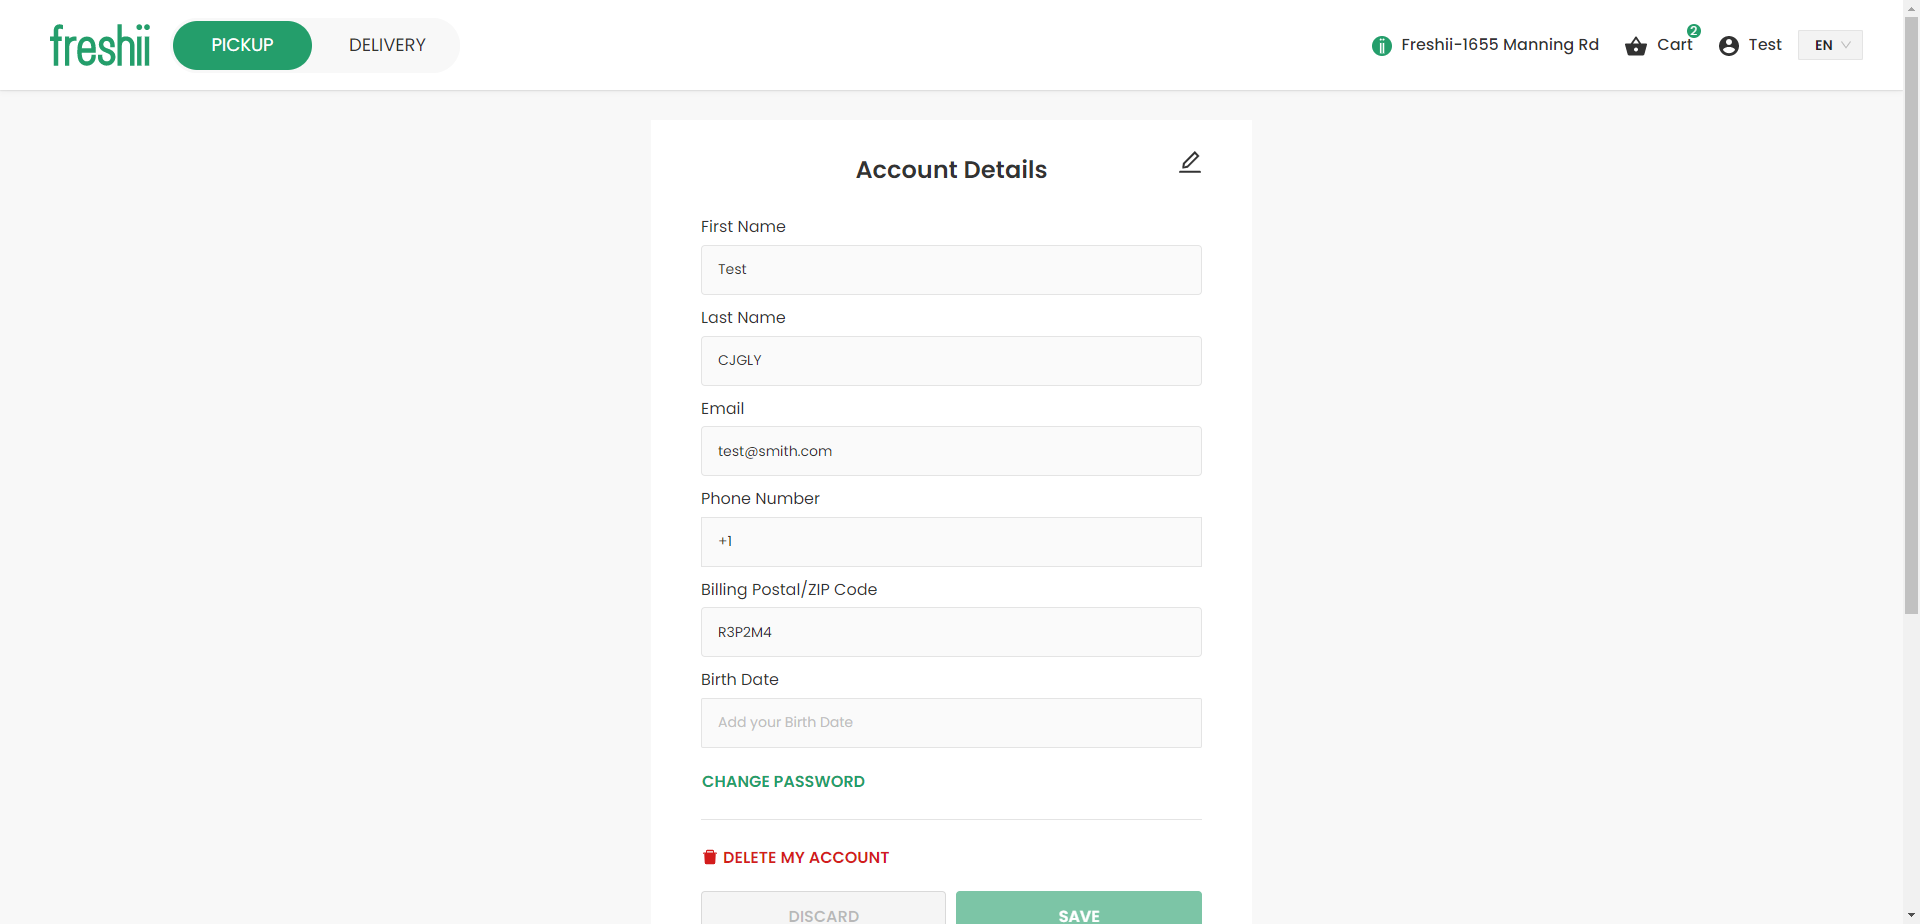 freshii
PICKUP
DELIVERY
Freshii-1655 Manning Rd
Cart
2
Test
EN
Account Details
First Name
Test
Last Name
CJGLY
Email
test@smith.com
Phone Number
+1
Billing Postal/ZIP Code
R3P2M4
Birth Date
Add your Birth Date
CHANGE PASSWORD
DELETE MY ACCOUNT
DISCARD
SAVE